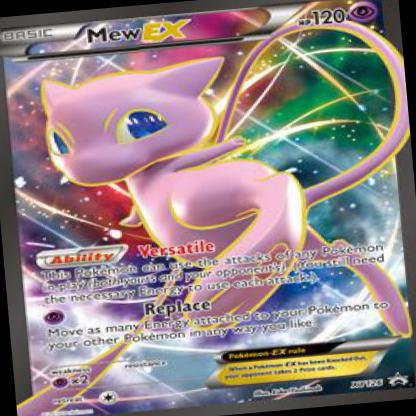 BASIC MewEX HP120
Ability Versatile
This Pokémon can use the attacks of any Pokémon
in play (both yours and your opponent's). (You still need
the necessary Energy to use each attack.)
Replace
Move as many Energy attached to your Pokémon to
your other Pokémon in any way you like.
weakness resistance
×2
retreat
Pokémon-EX rule
When a Pokémon-EX has been Knocked Out,
your opponent takes 2 Prize cards.
Illus.